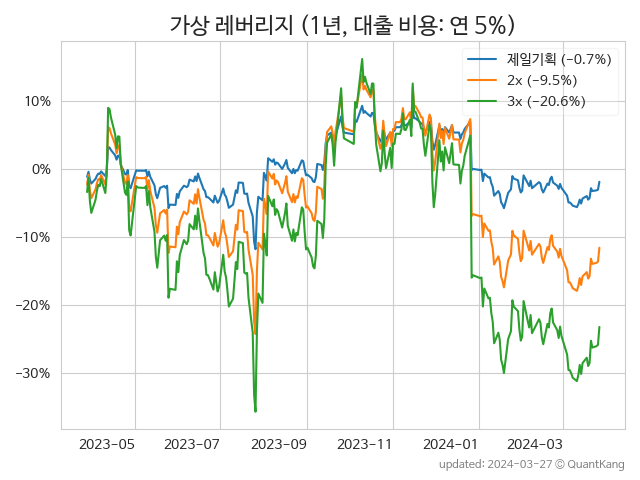 가상 레버리지 (1년, 대출 비용: 연 5%)
제일기획 (−0.7%)
2x (−9.5%)
3x (−20.6%)
10%
0%
−10%
−20%
−30%
2023-05
2023-07
2023-09
2023-11
2024-01
2024-03
updated: 2024-03-27 © QuantKang